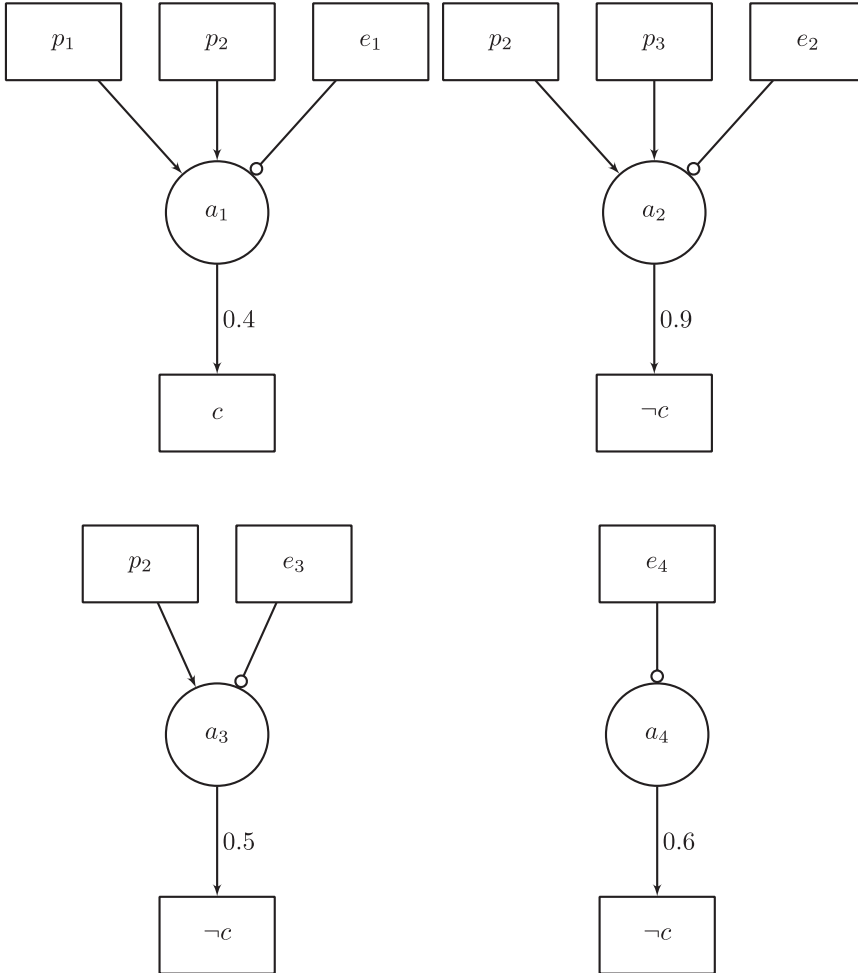 p₁ p₂ e₁ p₂ p₃ e₂
a₁ a₂
0.4 0.9
c ¬c
p₂ e₃ e₄
a₃ a₄
0.5 0.6
¬c ¬c